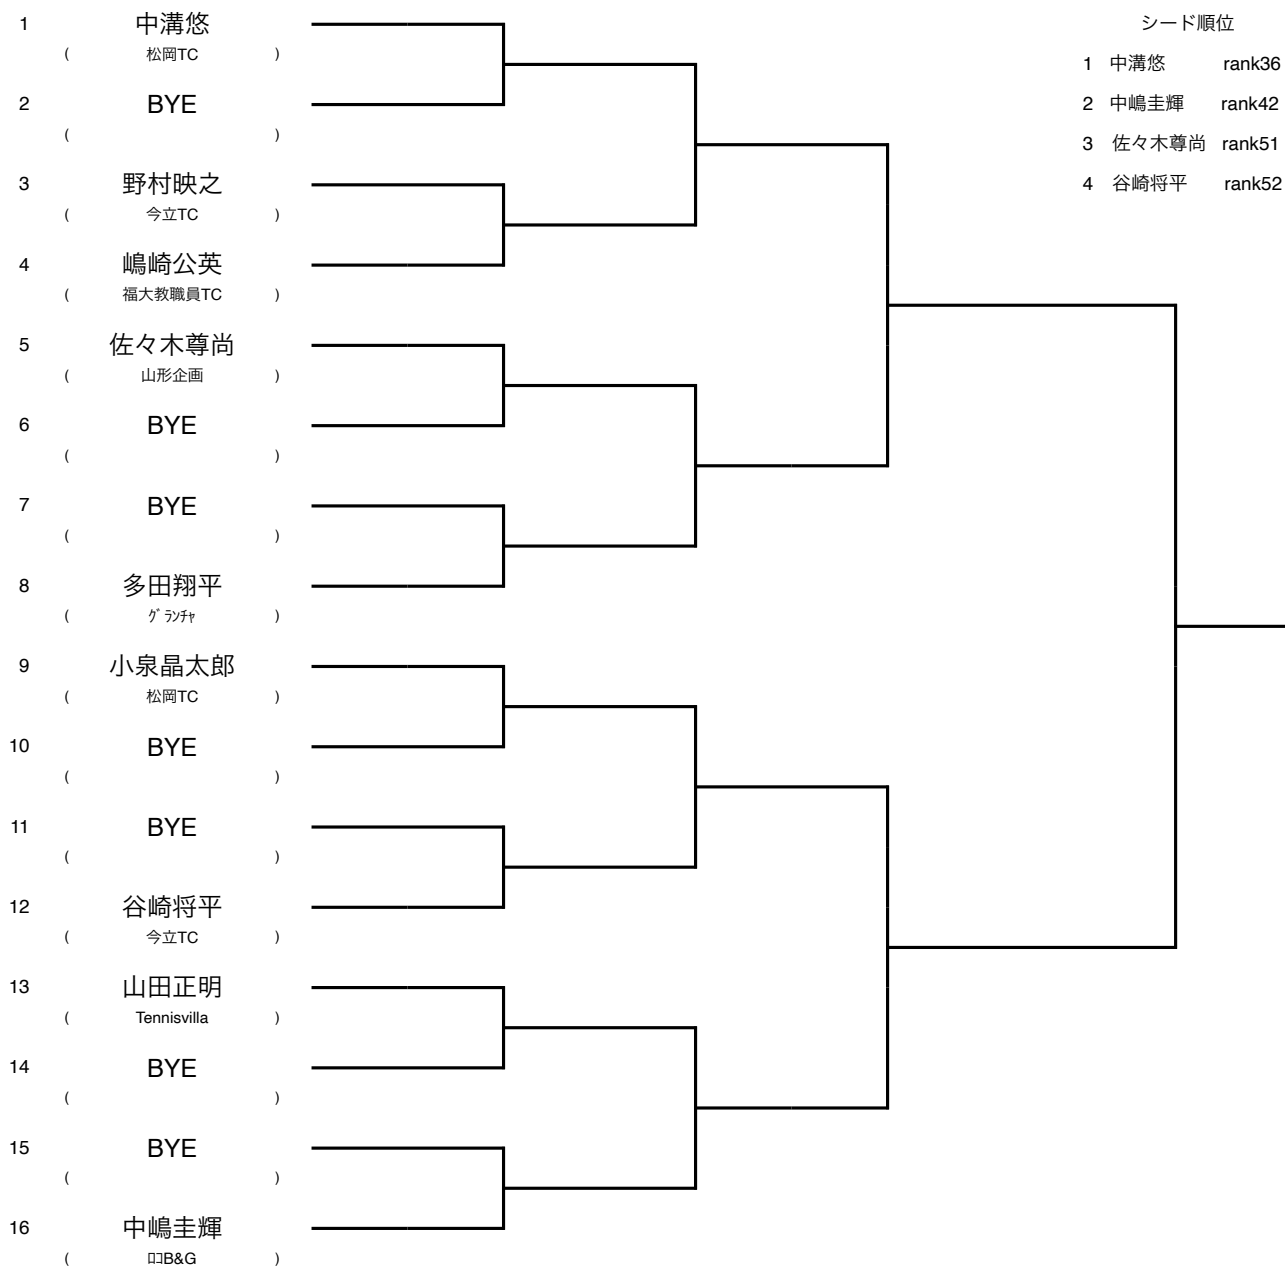 1 中溝悠
( 松岡TC )
2 BYE
( )
3 野村映之
( 今立TC )
4 嶋崎公英
( 福大教職員TC )
5 佐々木尊尚
( 山形企画 )
6 BYE
( )
7 BYE
( )
8 多田翔平
( グランチャ )
9 小泉晶太郎
( 松岡TC )
10 BYE
( )
11 BYE
( )
12 谷崎将平
( 今立TC )
13 山田正明
( Tennisvilla )
14 BYE
( )
15 BYE
( )
16 中嶋圭輝
( B&G )
シード順位
1 中溝悠 rank36
2 中嶋圭輝 rank42
3 佐々木尊尚 rank51
4 谷崎将平 rank52